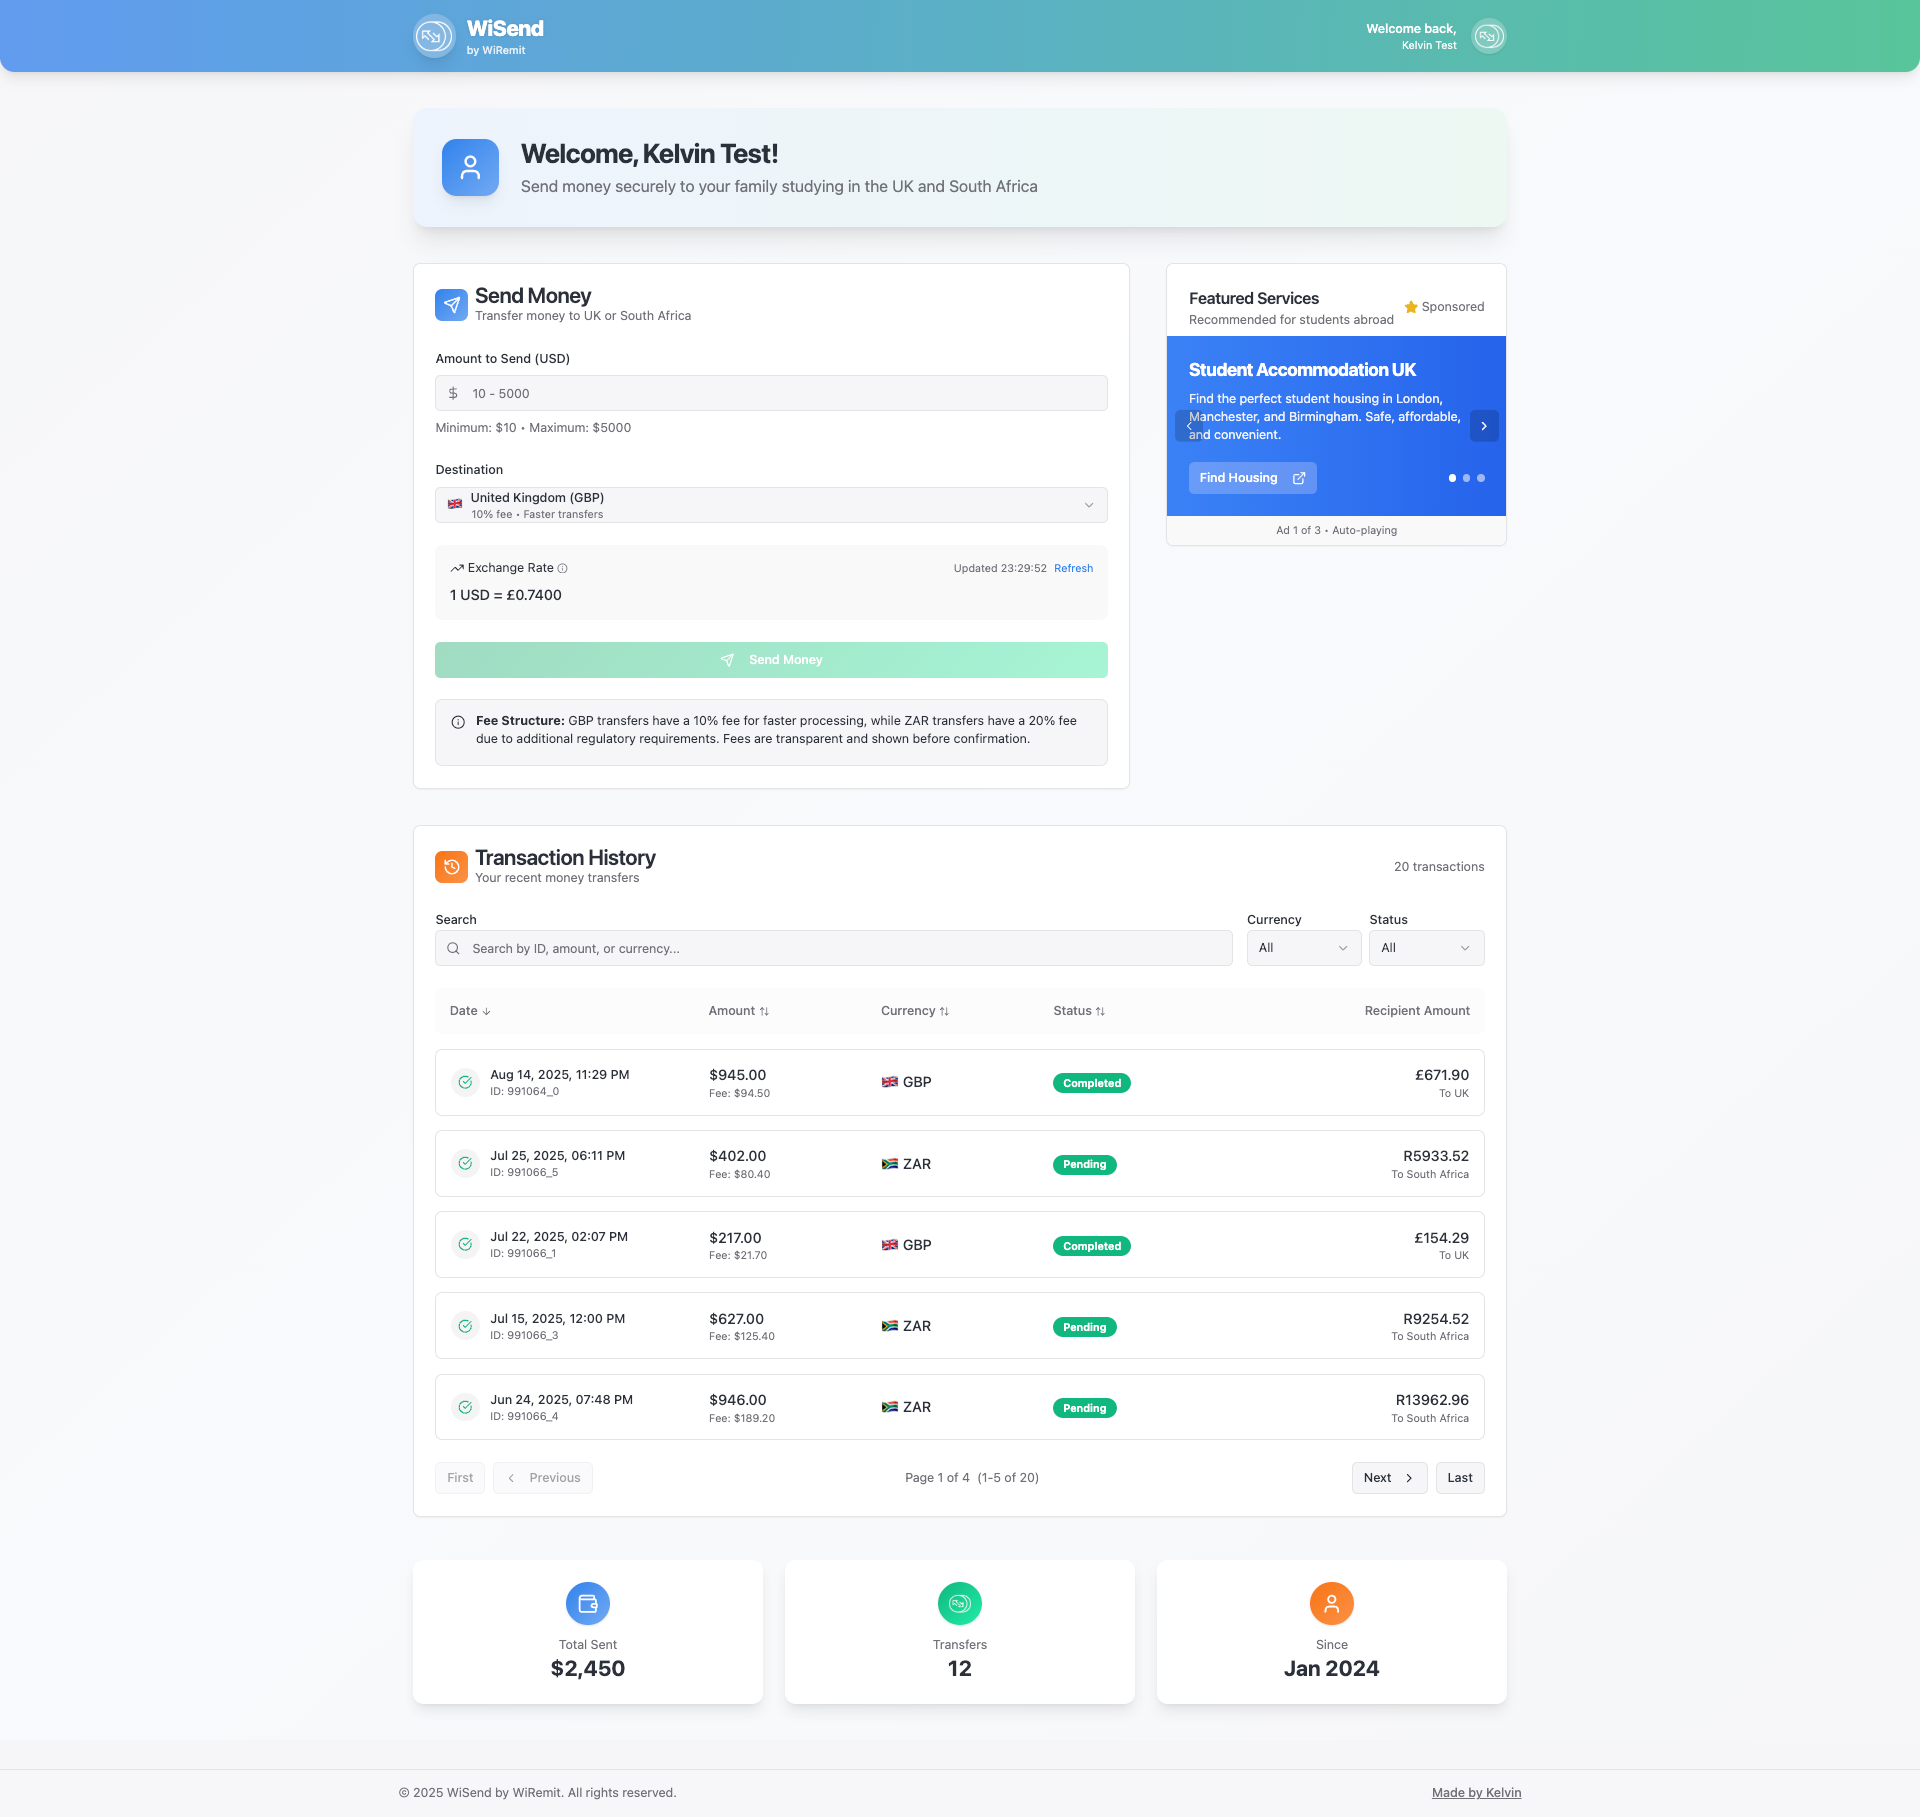 WiSend
by WiRemit
Welcome back,
Kelvin Test
Welcome, Kelvin Test!
Send money securely to your family studying in the UK and South Africa
Send Money
Transfer money to UK or South Africa
Amount to Send (USD)
$ 10 - 5000
Minimum: $10 • Maximum: $5000
Destination
🇬🇧 United Kingdom (GBP)
10% fee • Faster transfers
Exchange Rate
Updated 23:29:52 Refresh
1 USD = £0.7400
Send Money
Fee Structure: GBP transfers have a 10% fee for faster processing, while ZAR transfers have a 20% fee
due to additional regulatory requirements. Fees are transparent and shown before confirmation.
Featured Services
Recommended for students abroad
Sponsored
Student Accommodation UK
Find the perfect student housing in London,
Manchester, and Birmingham. Safe, affordable,
and convenient.
Find Housing
Ad 1 of 3 • Auto-playing
Transaction History
Your recent money transfers
20 transactions
Search
Search by ID, amount, or currency...
Currency
All
Status
All
Date ↓ Amount ↑↓ Currency ↑↓ Status ↑↓ Recipient Amount
Aug 14, 2025, 11:29 PM $945.00 🇬🇧 GBP Completed £671.90
ID: 991064_0 Fee: $94.50 To UK
Jul 25, 2025, 06:11 PM $402.00 🇿🇦 ZAR Pending R5933.52
ID: 991066_5 Fee: $80.40 To South Africa
Jul 22, 2025, 02:07 PM $217.00 🇬🇧 GBP Completed £154.29
ID: 991066_1 Fee: $21.70 To UK
Jul 15, 2025, 12:00 PM $627.00 🇿🇦 ZAR Pending R9254.52
ID: 991066_3 Fee: $125.40 To South Africa
Jun 24, 2025, 07:48 PM $946.00 🇿🇦 ZAR Pending R13962.96
ID: 991066_4 Fee: $189.20 To South Africa
First Previous Page 1 of 4 (1-5 of 20) Next Last
Total Sent
$2,450
Transfers
12
Since
Jan 2024
© 2025 WiSend by WiRemit. All rights reserved.
Made by Kelvin